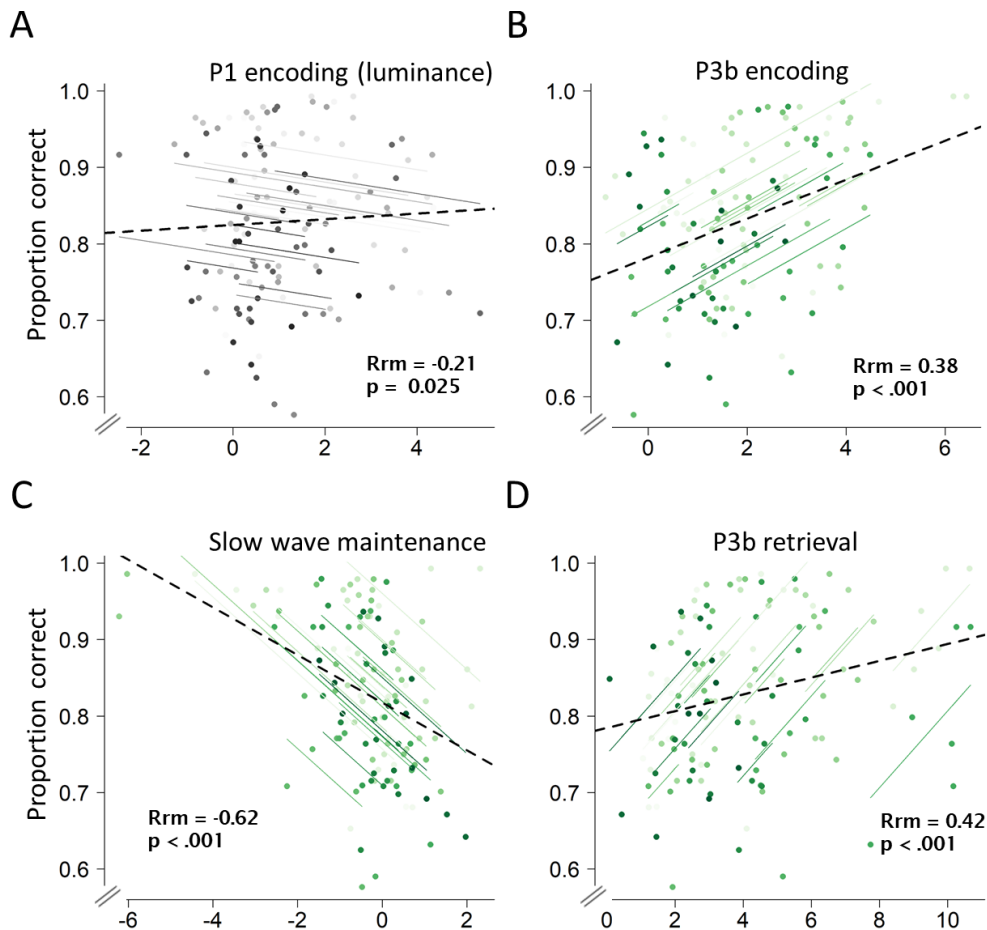 A
P1 encoding (luminance)
Proportion correct
1.0
0.9
0.8
0.7
0.6
Rrm = -0.21
p = 0.025
-2 0 2 4
B
P3b encoding
1.0
0.9
0.8
0.7
0.6
Rrm = 0.38
p < .001
0 2 4 6
C
Slow wave maintenance
Proportion correct
1.0
0.9
0.8
0.7
0.6
Rrm = -0.62
p < .001
-6 -4 -2 0 2
D
P3b retrieval
1.0
0.9
0.8
0.7
0.6
Rrm = 0.42
p < .001
0 2 4 6 8 10